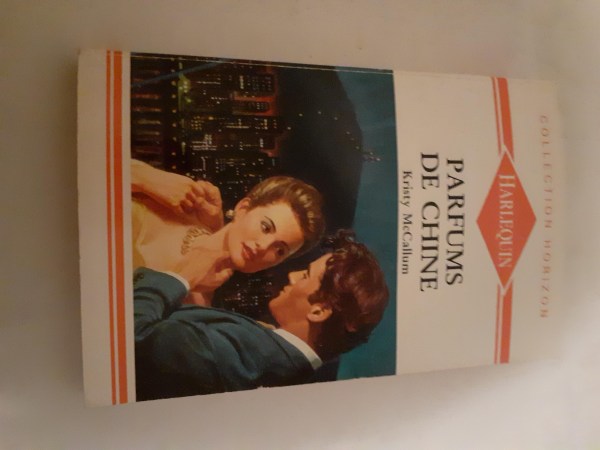 COLLECTION HORIZON
HARLEQUIN
PARFUMS
DE CHINE
Kristy McCallum